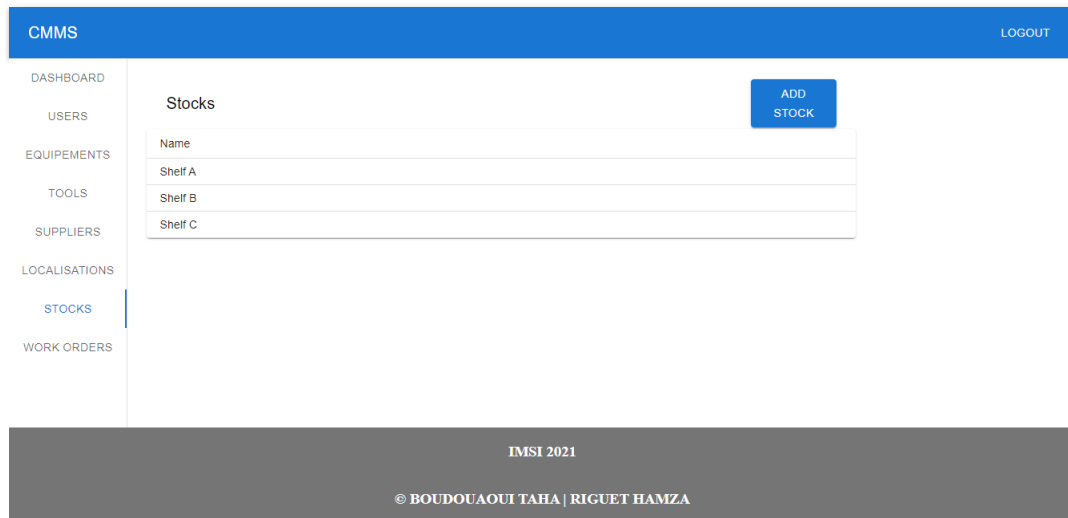 CMMS
LOGOUT
DASHBOARD
USERS
EQUIPEMENTS
TOOLS
SUPPLIERS
LOCALISATIONS
STOCKS
WORK ORDERS
Stocks
ADD
STOCK
Name
Shelf A
Shelf B
Shelf C
IMSI 2021
© BOUDOUAOUI TAHA | RIGUET HAMZA